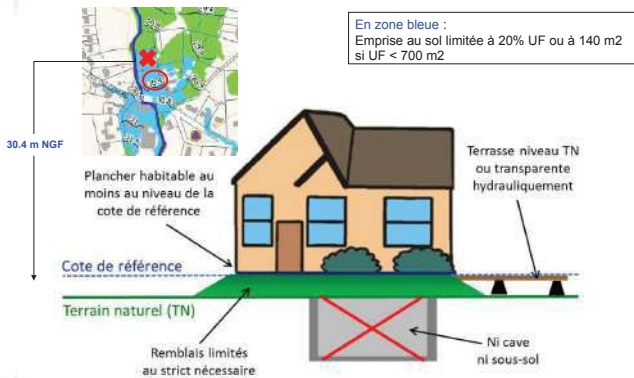 En zone bleue :
Emprise au sol limitée à 20% UF ou à 140 m2
si UF < 700 m2
30.4 m NGF
Plancher habitable au
moins au niveau de la
cote de référence
Terrasse niveau TN
ou transparente
hydrauliquement
Cote de référence
Terrain naturel (TN)
Remblais limités
au strict nécessaire
Ni cave
ni sous-sol